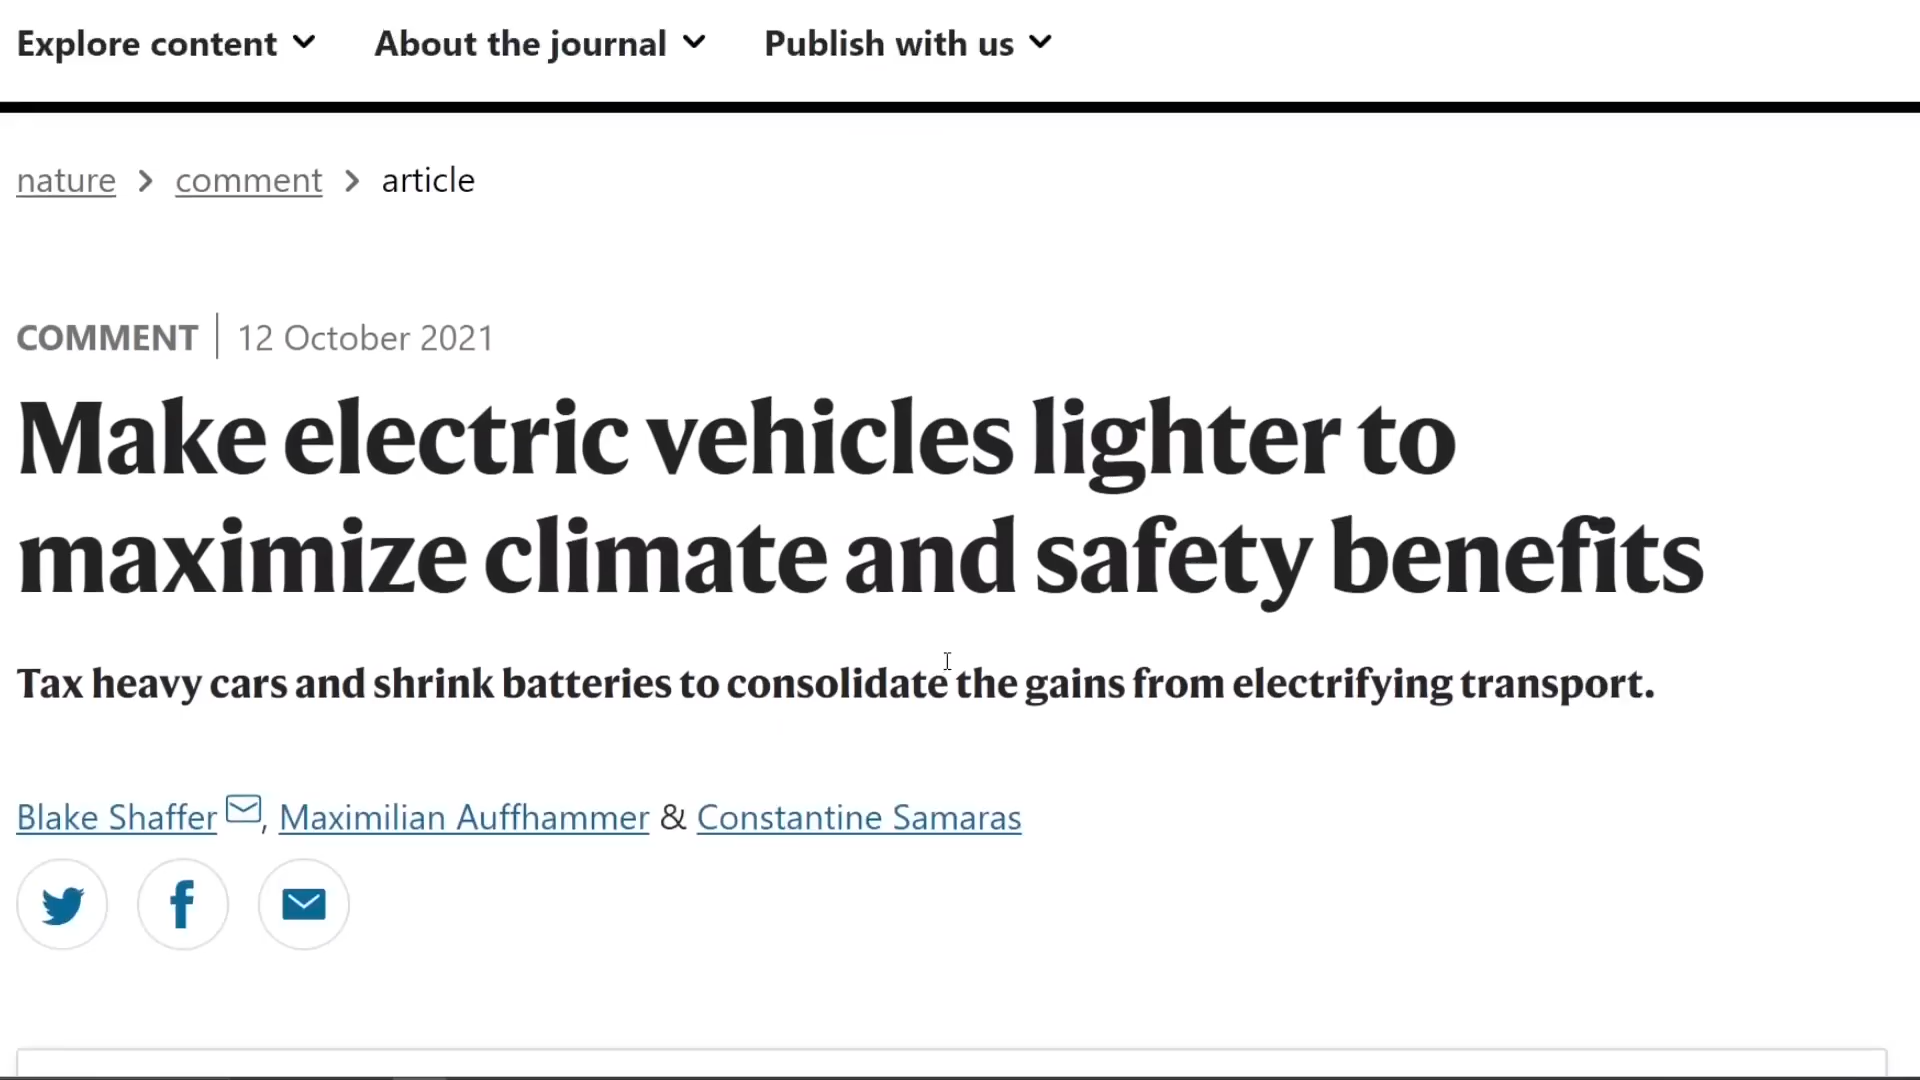 Explore content About the journal Publish with us
nature > comment > article
COMMENT | 12 October 2021
Make electric vehicles lighter to
maximize climate and safety benefits
Tax heavy cars and shrink batteries to consolidate the gains from electrifying transport.
Blake Shaffer, Maximilian Auffhammer & Constantine Samaras